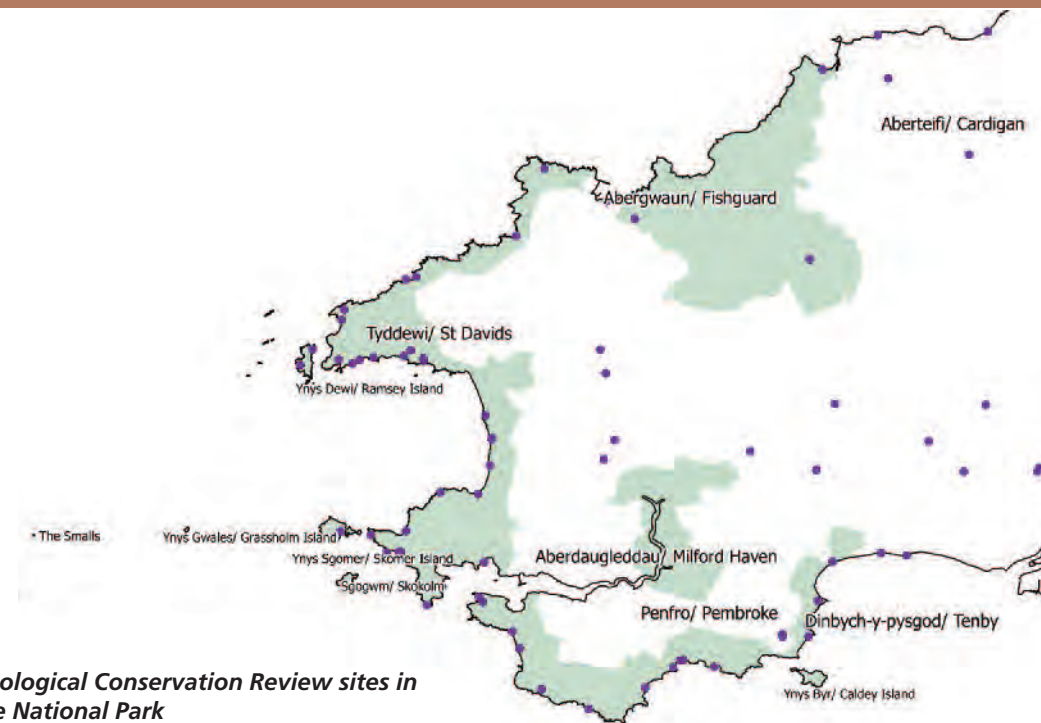 Aberteifi/ Cardigan
Abergwaun/ Fishguard
Tyddewi/ St Davids
Ynys Dewi/ Ramsey Island
The Smalls
Ynys Gwales/ Grassholm Island
Ynys Sgomer/ Skomer Island
Aberdaugleddau/ Milford Haven
Sgogwm/ Skokolm
Penfro/ Pembroke
Dinbych-y-pysgod/ Tenby
Ynys Byr/ Caldey Island
ological Conservation Review sites in
e National Park